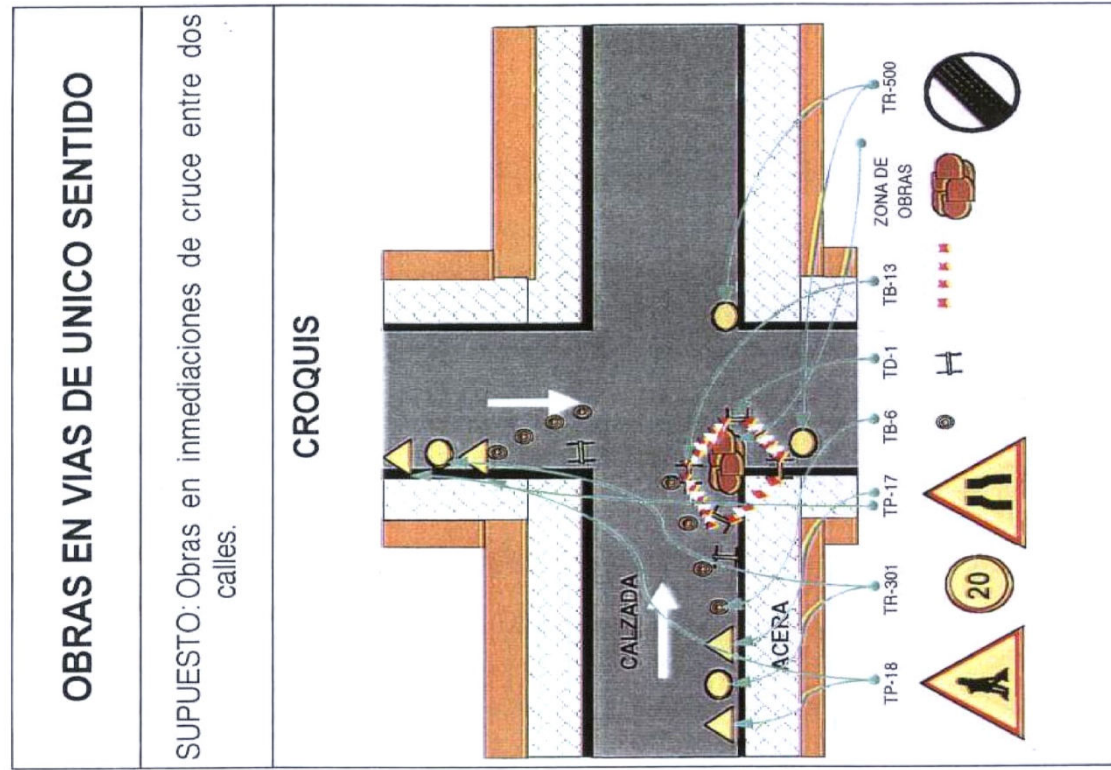 OBRAS EN VIAS DE UNICO SENTIDO
SUPUESTO: Obras en inmediaciones de cruce entre dos
calles.
CROQUIS
CALZADA
ACERA
TP-18
TR-301
TP-17
TB-6
TD-1
TB-13
ZONA DE
OBRAS
TR-500
20